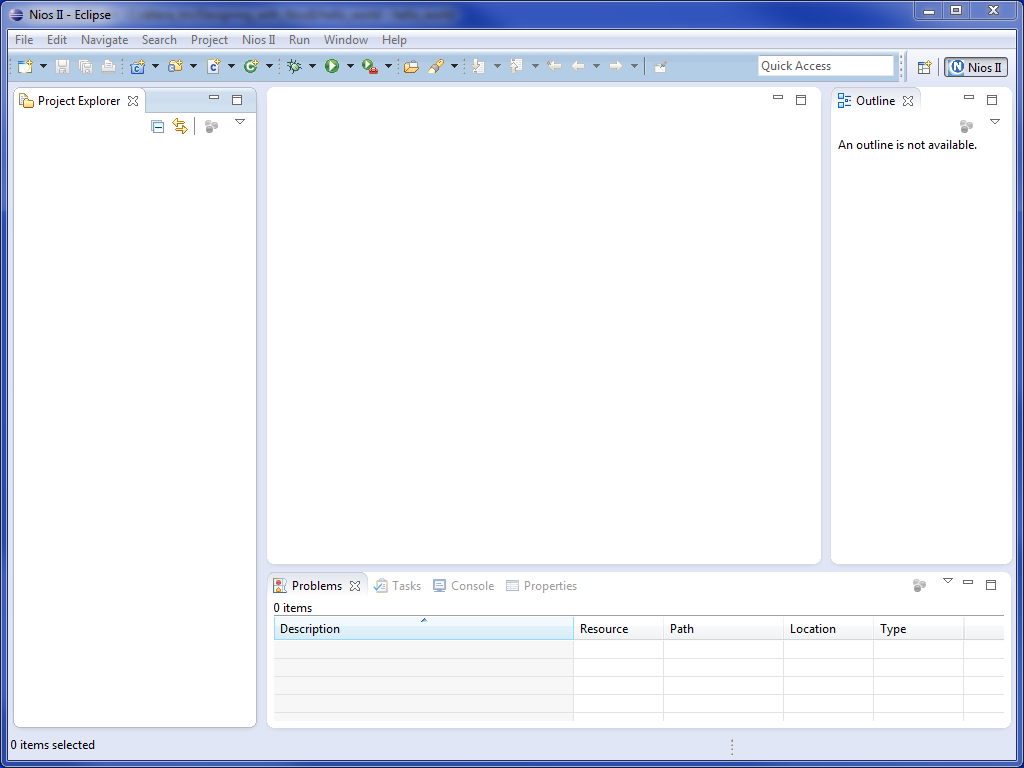 Nios II - Eclipse
File Edit Navigate Search Project Nios II Run Window Help
Quick Access
Nios II
Project Explorer
Outline
An outline is not available.
Problems Tasks Console Properties
0 items
Description Resource Path Location Type
0 items selected